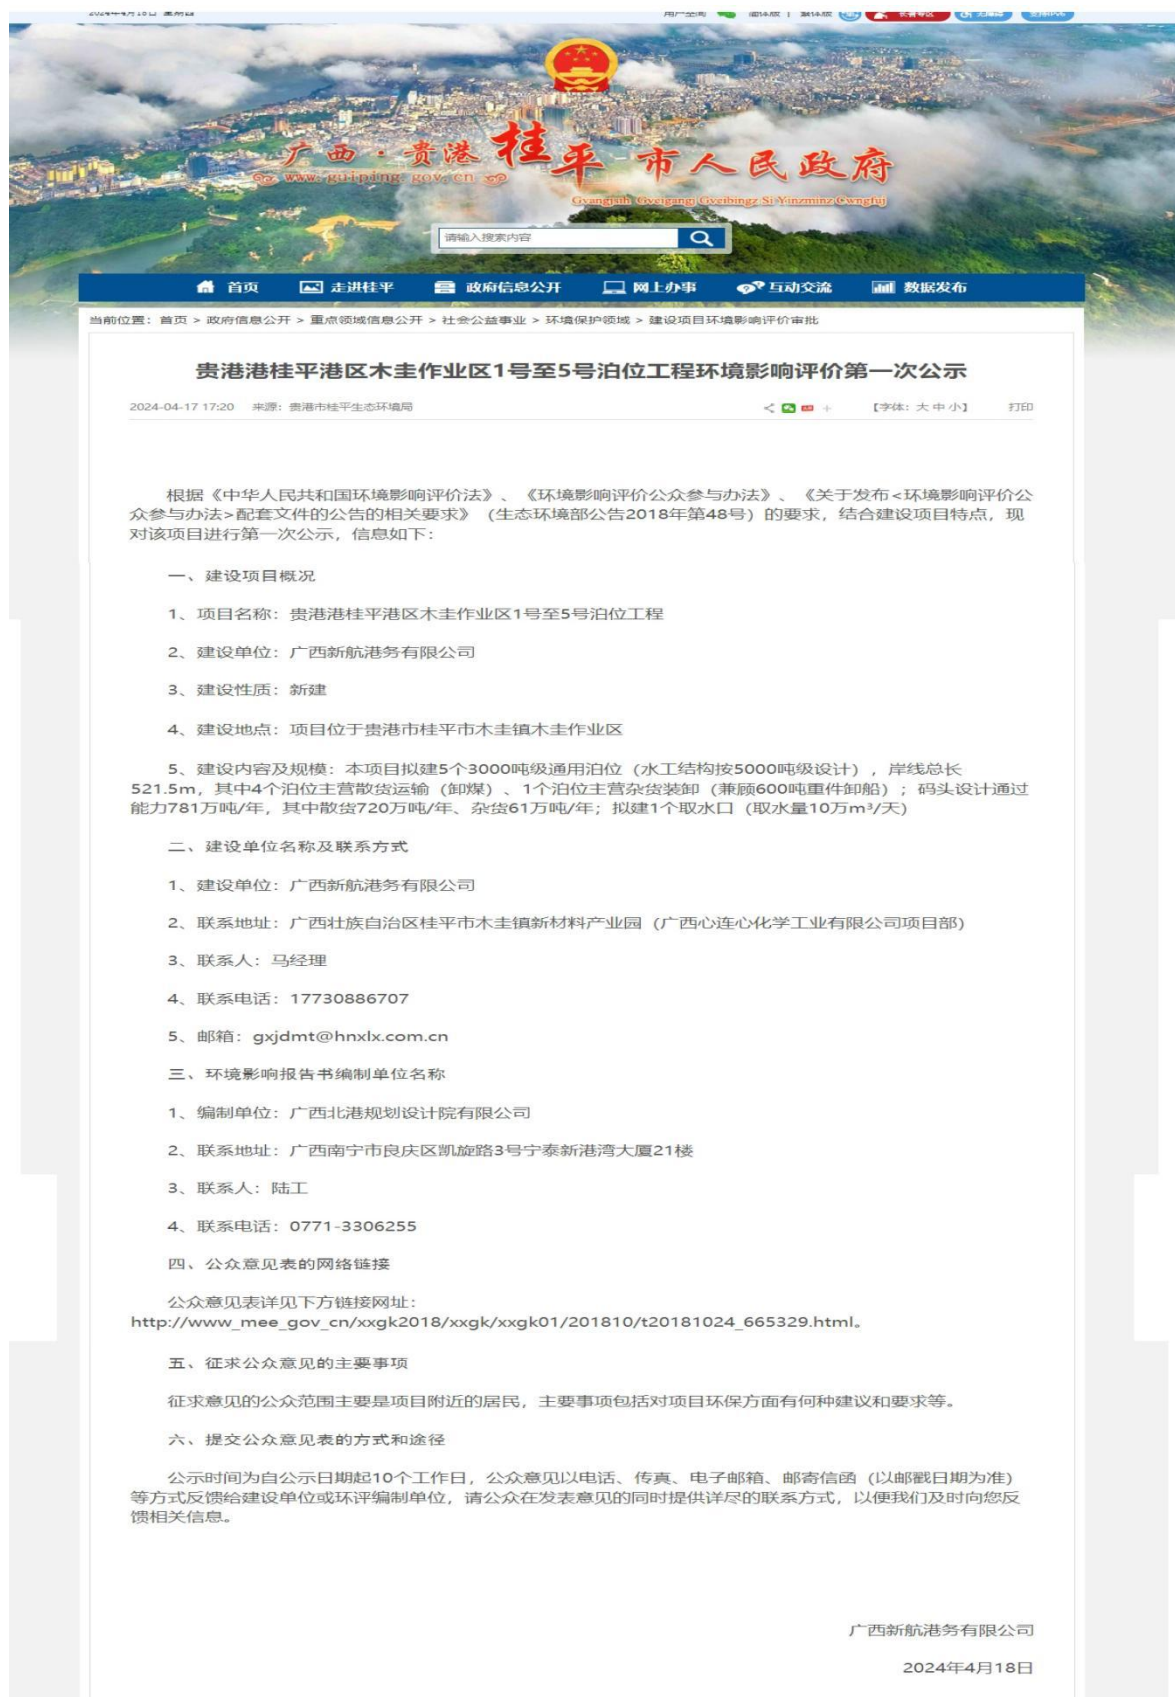 2024年4月18日 星期四
用户空间 简体版 | 繁体版 长者专区 无障碍 支持IPv6
广西·贵港 桂平市人民政府
www.guiping.gov.cn
Gvangjsih Gveigangj Gveibingz Si Yinzminz Cwngfuj
请输入搜索内容
首页 走进桂平 政府信息公开 网上办事 互动交流 数据发布
当前位置：首页 > 政府信息公开 > 重点领域信息公开 > 社会公益事业 > 环境保护领域 > 建设项目环境影响评价审批
贵港港桂平港区木圭作业区1号至5号泊位工程环境影响评价第一次公示
2024-04-17 17:20 来源：贵港市桂平生态环境局 【字体：大 中 小】 打印
根据《中华人民共和国环境影响评价法》、《环境影响评价公众参与办法》、《关于发布<环境影响评价公
众参与办法>配套文件的公告的相关要求》（生态环境部公告2018年第48号）的要求，结合建设项目特点，现
对该项目进行第一次公示，信息如下：
一、建设项目概况
1、项目名称：贵港港桂平港区木圭作业区1号至5号泊位工程
2、建设单位：广西新航港务有限公司
3、建设性质：新建
4、建设地点：项目位于贵港市桂平市木圭镇木圭作业区
5、建设内容及规模：本项目拟建5个3000吨级通用泊位（水工结构按5000吨级设计），岸线总长
521.5m，其中4个泊位主营散货运输（卸煤）、1个泊位主营杂货装卸（兼顾600吨重件卸船）；码头设计通过
能力781万吨/年，其中散货720万吨/年、杂货61万吨/年；拟建1个取水口（取水量10万m³/天）
二、建设单位名称及联系方式
1、建设单位：广西新航港务有限公司
2、联系地址：广西壮族自治区桂平市木圭镇新材料产业园（广西心连心化学工业有限公司项目部）
3、联系人：马经理
4、联系电话：17730886707
5、邮箱：gxjdmt@hnxlx.com.cn
三、环境影响报告书编制单位名称
1、编制单位：广西北港规划设计院有限公司
2、联系地址：广西南宁市良庆区凯旋路3号宁泰新港湾大厦21楼
3、联系人：陆工
4、联系电话：0771-3306255
四、公众意见表的网络链接
公众意见表详见下方链接网址：
http://www_mee_gov_cn/xxgk2018/xxgk/xxgk01/201810/t20181024_665329.html。
五、征求公众意见的主要事项
征求意见的公众范围主要是项目附近的居民，主要事项包括对项目环保方面有何种建议和要求等。
六、提交公众意见表的方式和途径
公示时间为自公示日期起10个工作日，公众意见以电话、传真、电子邮箱、邮寄信函（以邮戳日期为准）
等方式反馈给建设单位或环评编制单位，请公众在发表意见的同时提供详尽的联系方式，以便我们及时向您反
馈相关信息。
广西新航港务有限公司
2024年4月18日